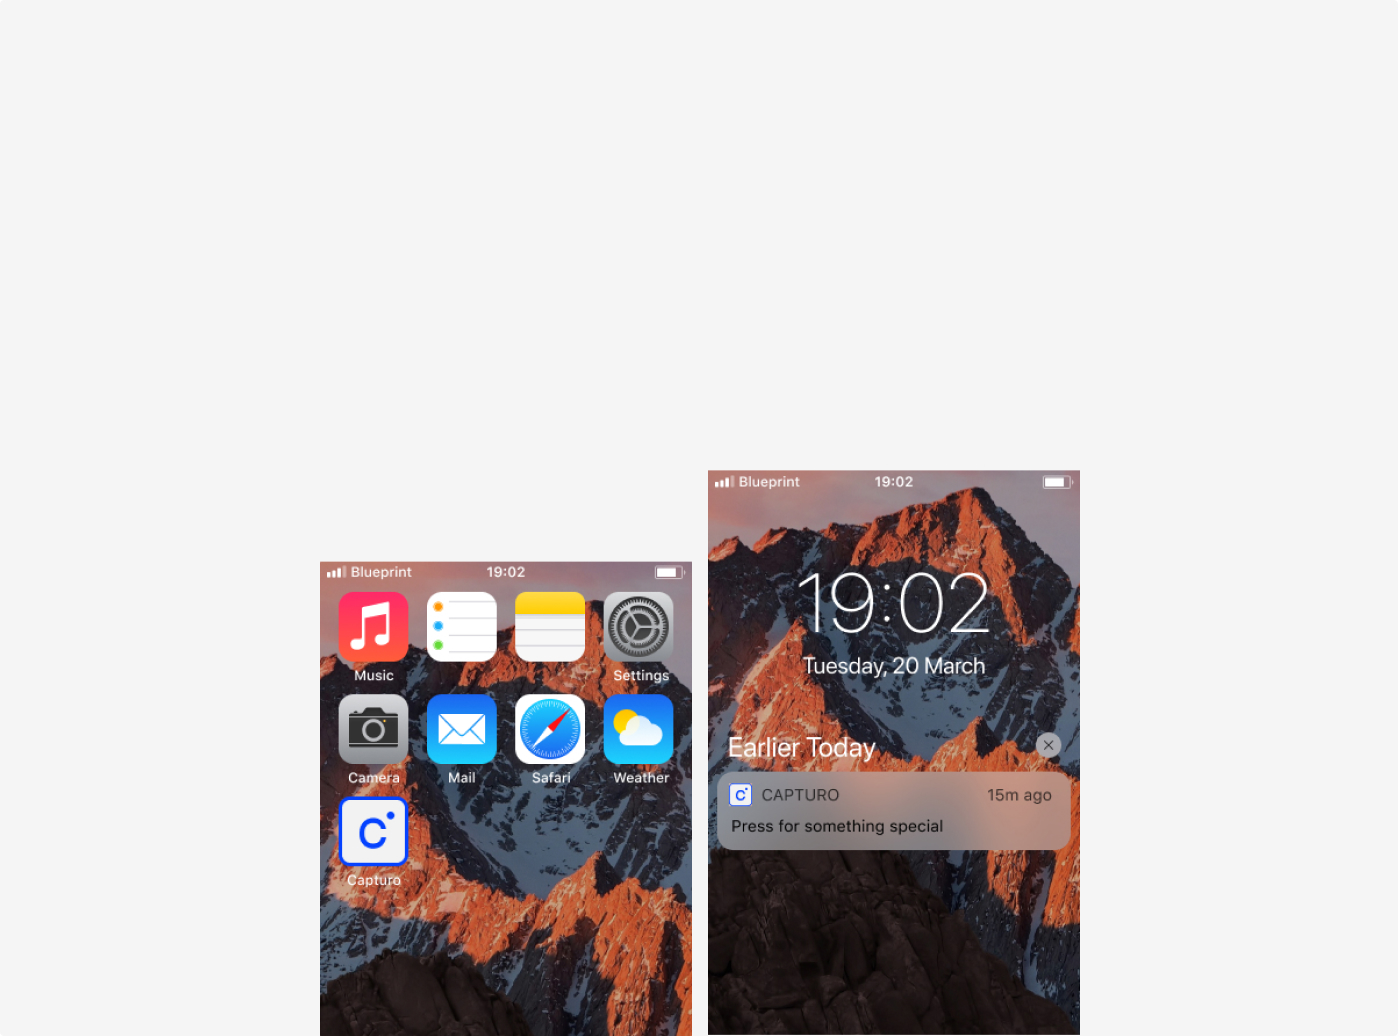 Blueprint 19:02
Music Settings
Camera Mail Safari Weather
C
Capturo
Blueprint 19:02
19:02
Tuesday, 20 March
Earlier Today
C CAPTURO 15m ago
Press for something special